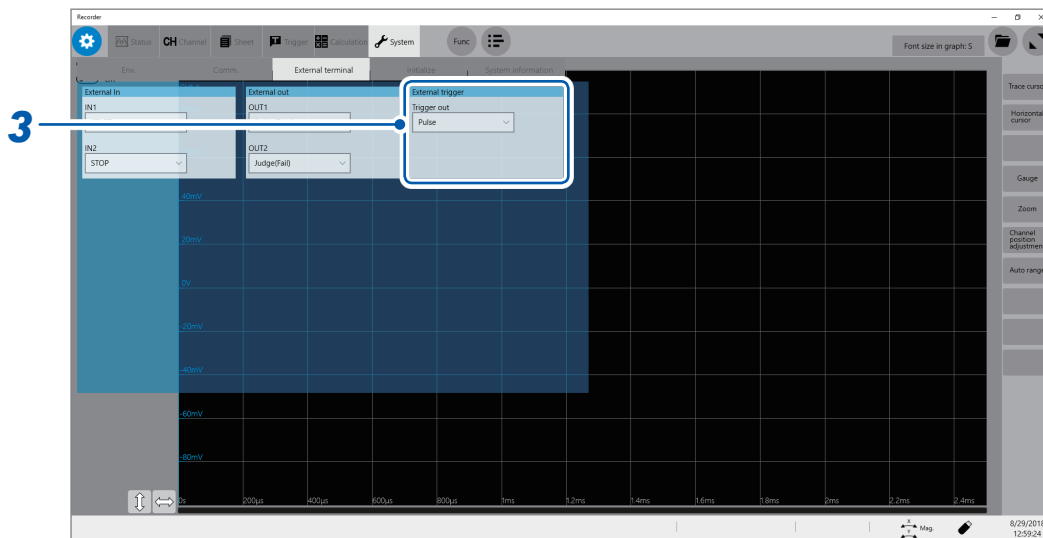 Recorder
Status CH Channel Sheet Trigger Calculation System Func Font size in graph: S
Env. Comm. External terminal Initialize System information
External In External out External trigger
IN1 OUT1 Trigger out
Pulse
3
IN2 OUT2
STOP Judge(Fail)
Trace curso
Horizontal
cursor
Gauge
Zoom
Channel
position
adjustmen
Auto range
40mV
20mV
0V
-20mV
-40mV
-60mV
-80mV
0s 200µs 400µs 600µs 800µs 1ms 1.2ms 1.4ms 1.6ms 1.8ms 2ms 2.2ms 2.4ms
X
Y
Mag.
8/29/2018
12:59:24